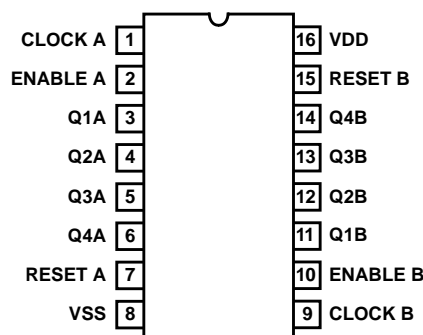 CLOCK A 1 16 VDD
ENABLE A 2 15 RESET B
Q1A 3 14 Q4B
Q2A 4 13 Q3B
Q3A 5 12 Q2B
Q4A 6 11 Q1B
RESET A 7 10 ENABLE B
VSS 8 9 CLOCK B